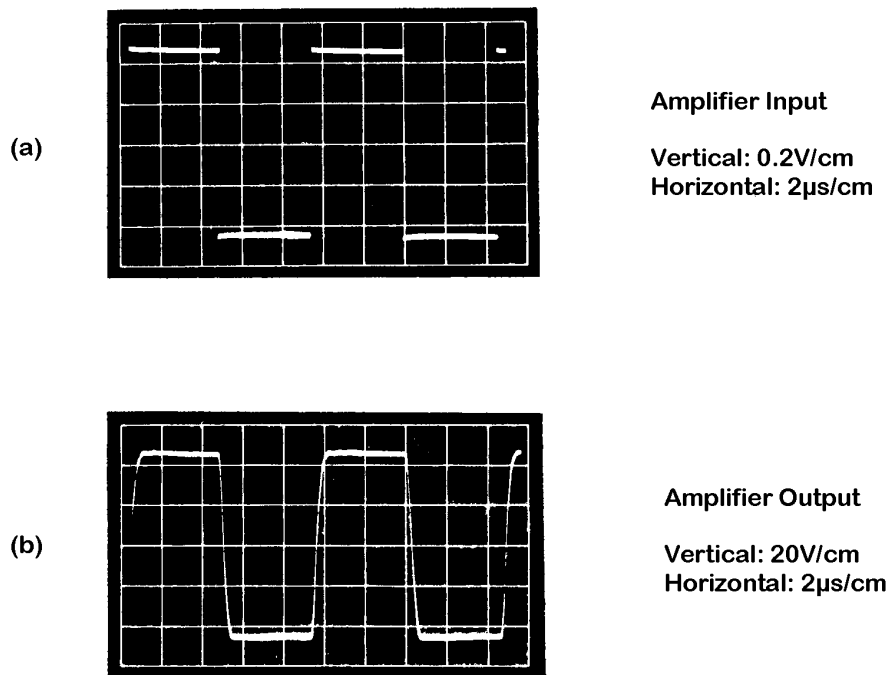 (a)
Amplifier Input
Vertical: 0.2V/cm
Horizontal: 2µs/cm
(b)
Amplifier Output
Vertical: 20V/cm
Horizontal: 2µs/cm